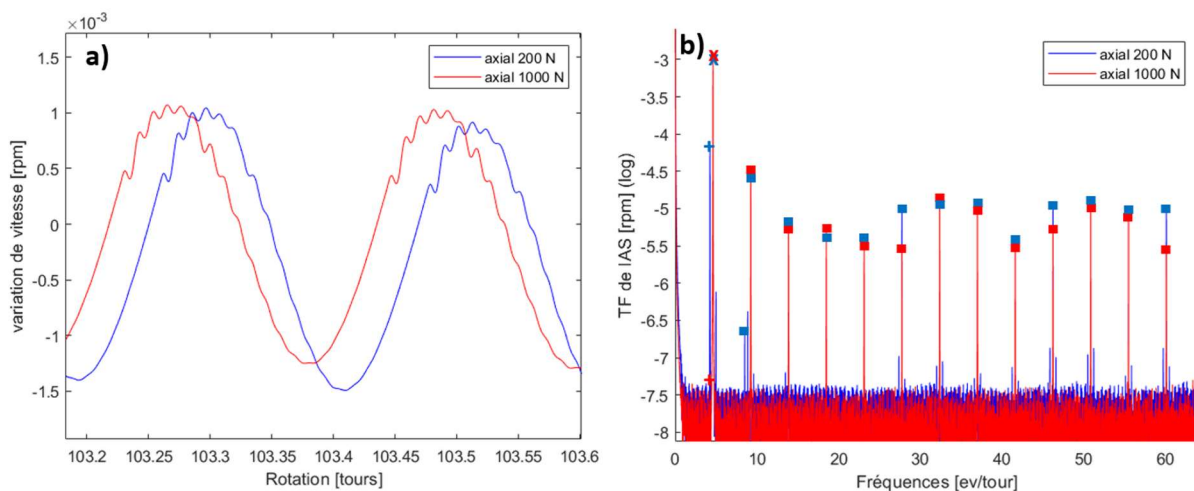 ×10⁻³
a)
axial 200 N
axial 1000 N
1.5
1
0.5
0
-0.5
-1
-1.5
variation de vitesse [rpm]
103.2 103.25 103.3 103.35 103.4 103.45 103.5 103.55 103.6
Rotation [tours]
b)
axial 200 N
axial 1000 N
-3
-3.5
-4
-4.5
-5
-5.5
-6
-6.5
-7
-7.5
-8
TF de IAS [rpm] (log)
0 10 20 30 40 50 60
Fréquences [ev/tour]